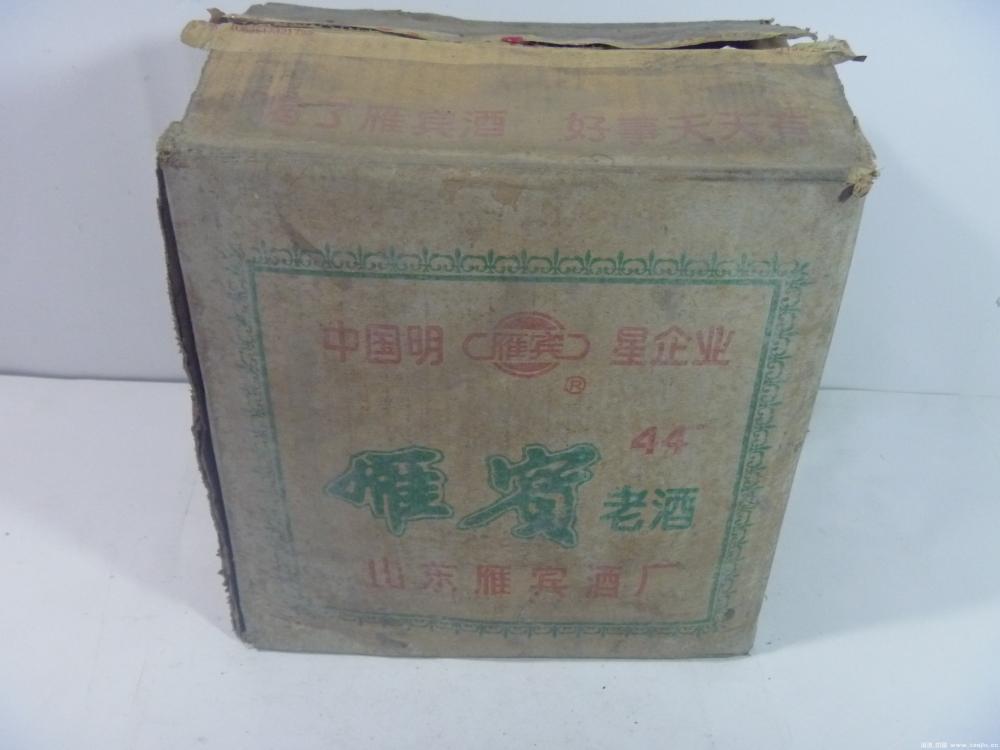 喝了雁宾酒 好事天天有
中国明 雁宾 星企业
®
44°
雁宾 老酒
山东雁宾酒厂